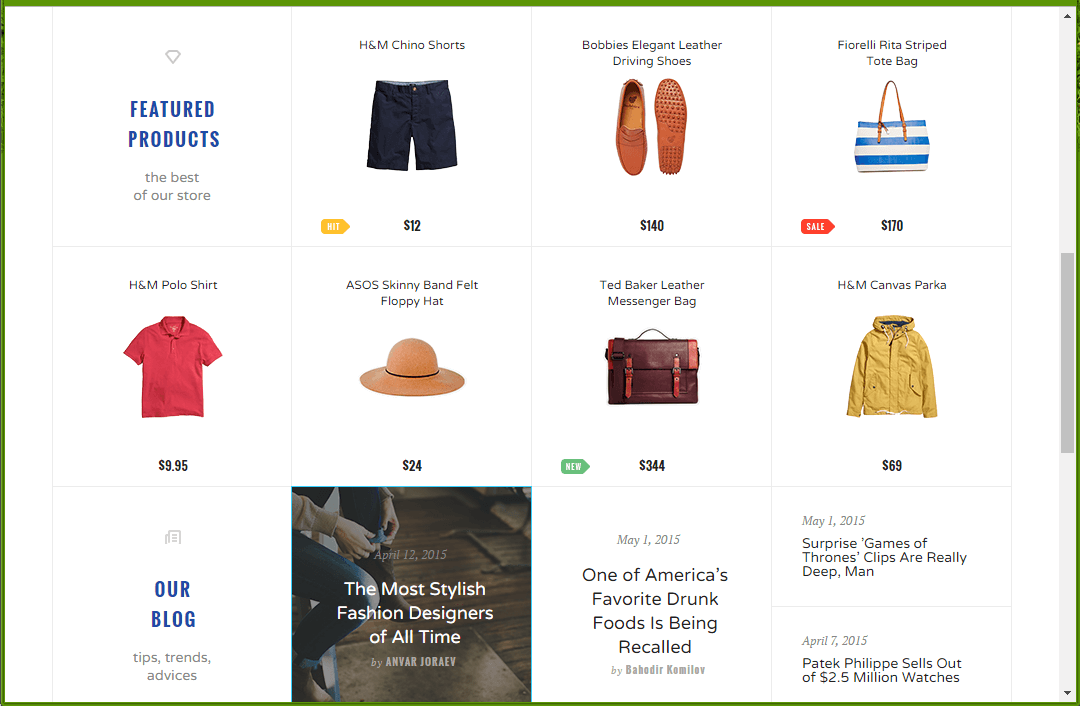 FEATURED
PRODUCTS
the best
of our store
H&M Chino Shorts
HIT
$12
Bobbies Elegant Leather
Driving Shoes
$140
Fiorelli Rita Striped
Tote Bag
SALE
$170
H&M Polo Shirt
$9.95
ASOS Skinny Band Felt
Floppy Hat
$24
Ted Baker Leather
Messenger Bag
NEW
$344
H&M Canvas Parka
$69
OUR
BLOG
tips, trends,
advices
April 12, 2015
The Most Stylish
Fashion Designers
of All Time
by ANVAR JORAEV
May 1, 2015
One of America’s
Favorite Drunk
Foods Is Being
Recalled
by Bahodir Komilov
May 1, 2015
Surprise ’Games of
Thrones’ Clips Are Really
Deep, Man
April 7, 2015
Patek Philippe Sells Out
of $2.5 Million Watches